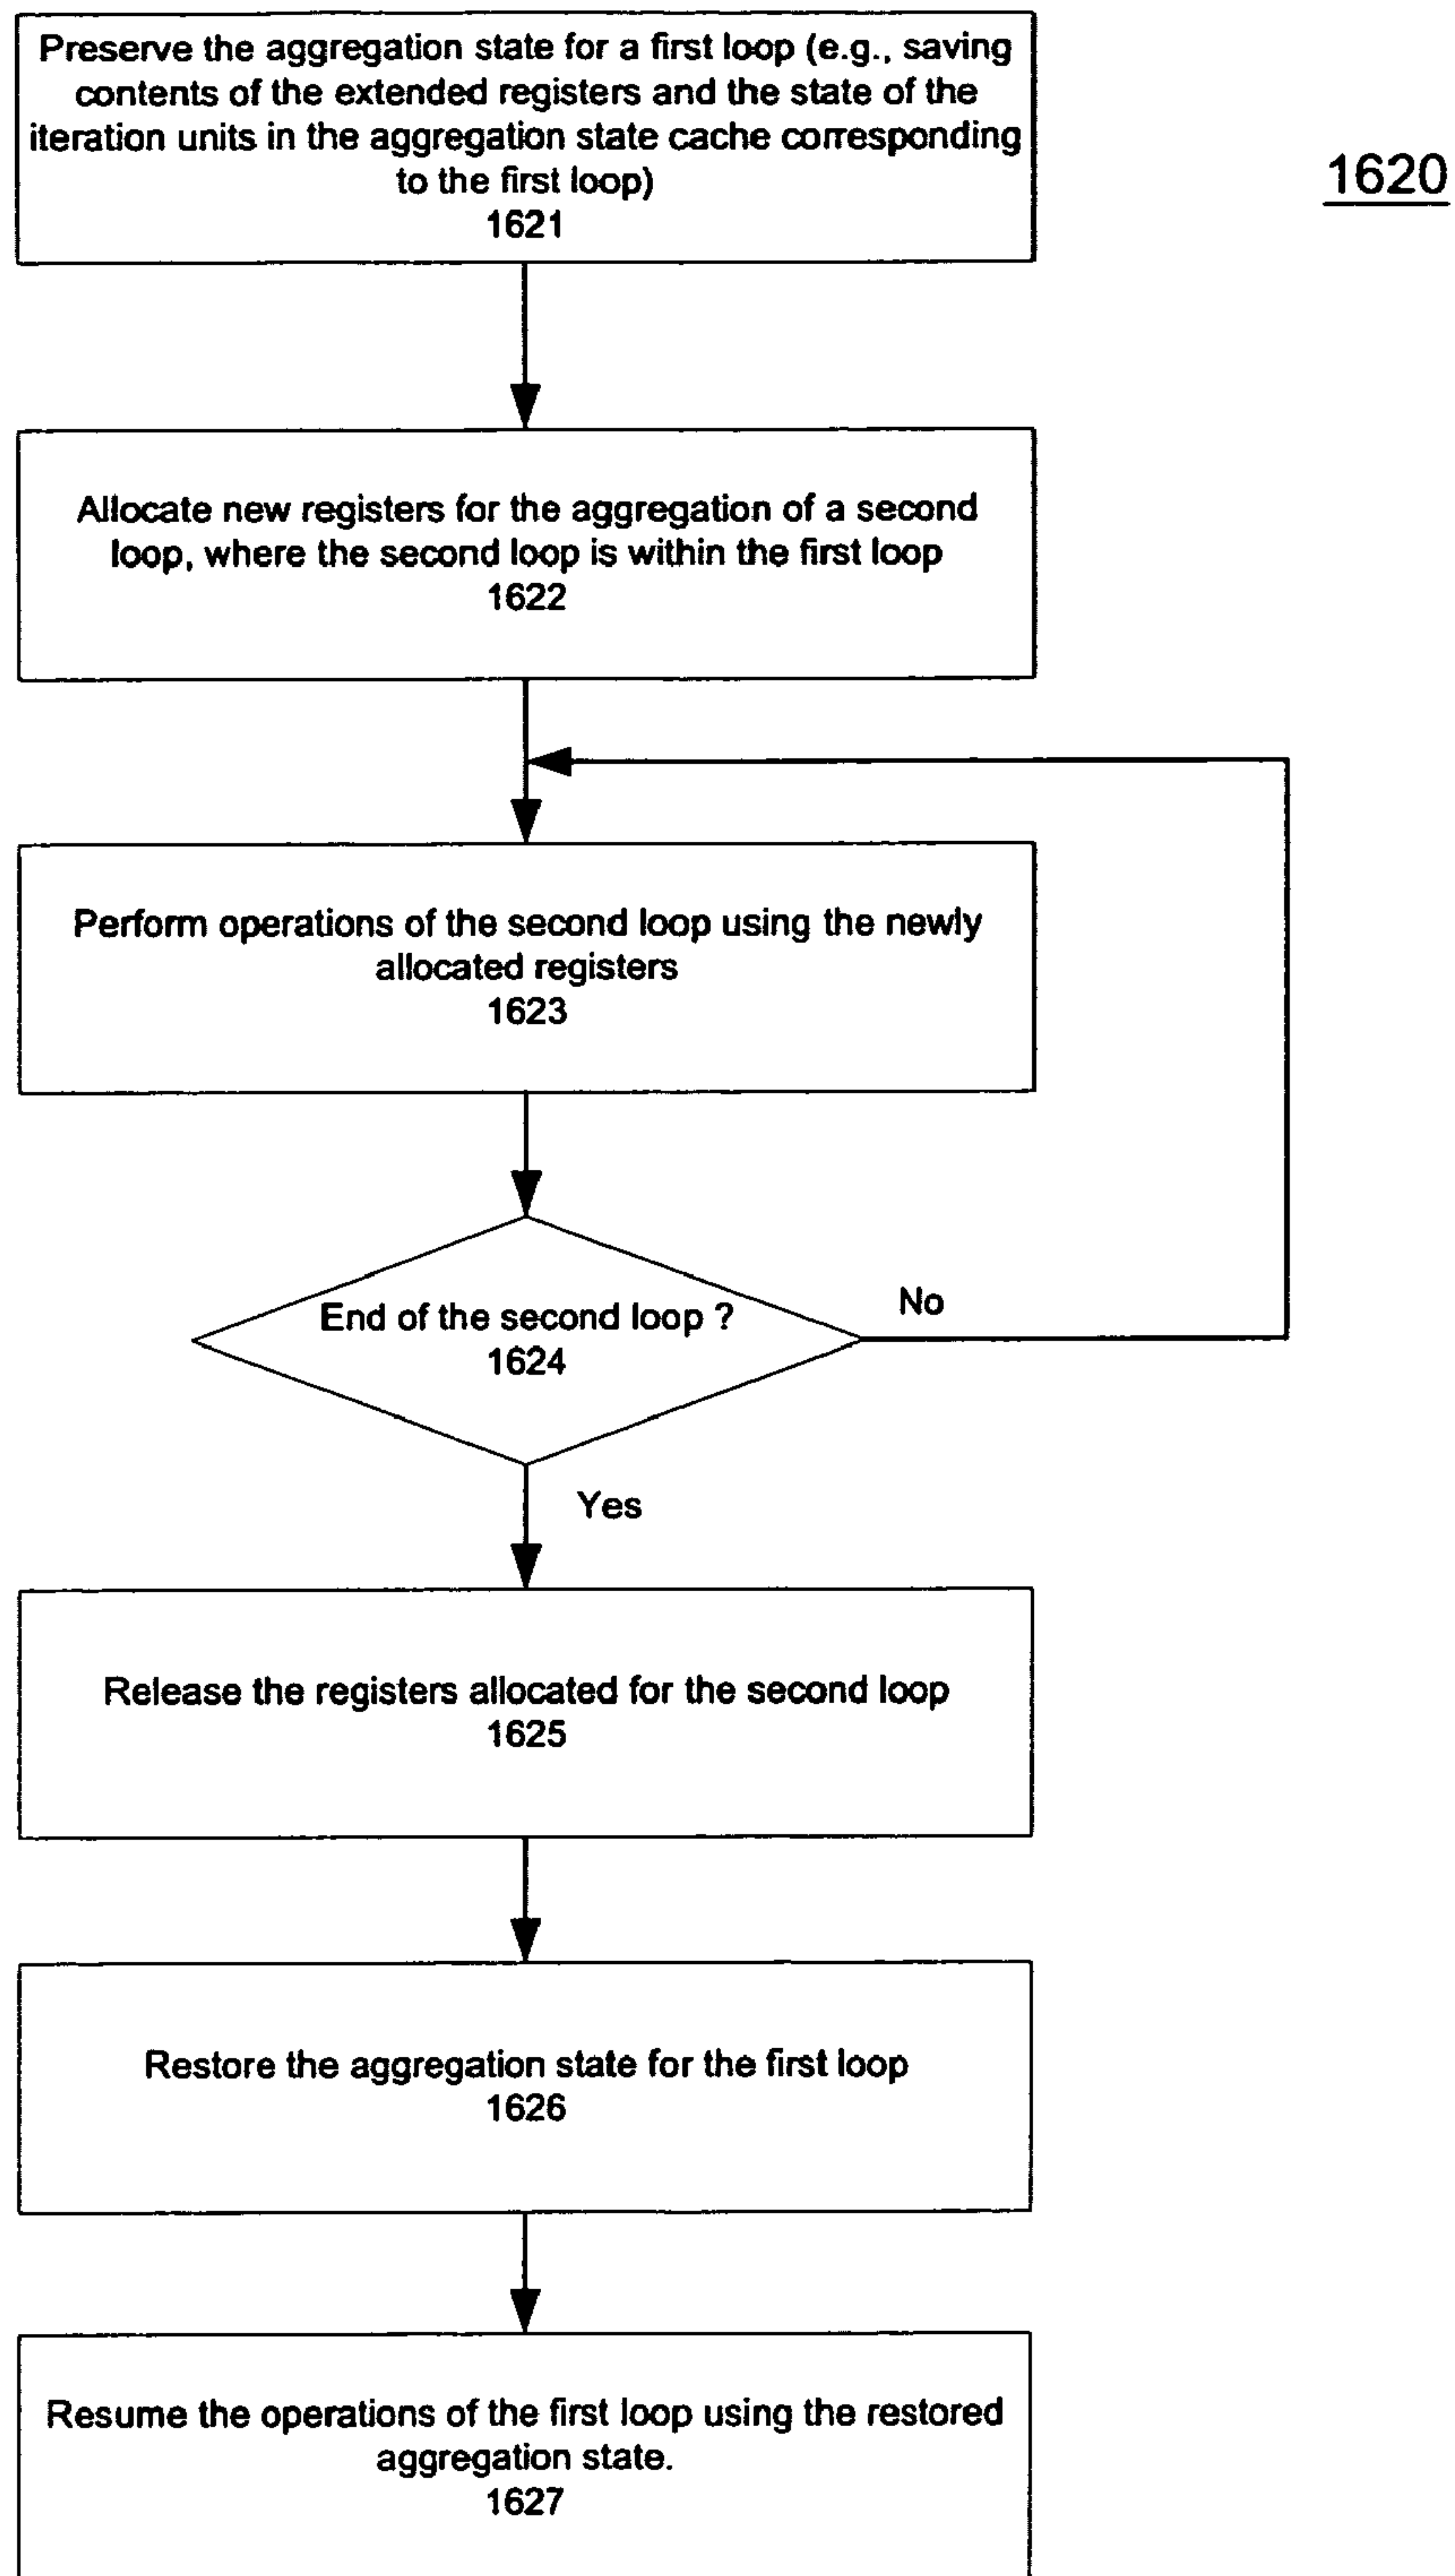 Preserve the aggregation state for a first loop (e.g., saving
contents of the extended registers and the state of the
iteration units in the aggregation state cache corresponding
to the first loop)
1621
1620
Allocate new registers for the aggregation of a second
loop, where the second loop is within the first loop
1622
Perform operations of the second loop using the newly
allocated registers
1623
End of the second loop ?
1624
No
Yes
Release the registers allocated for the second loop
1625
Restore the aggregation state for the first loop
1626
Resume the operations of the first loop using the restored
aggregation state.
1627